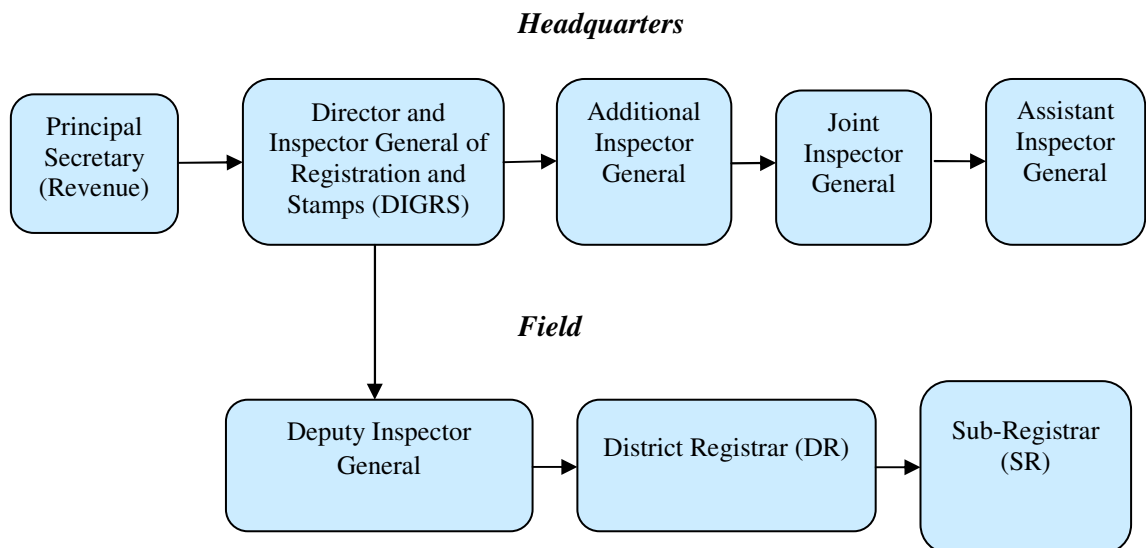 Headquarters
Principal
Secretary
(Revenue)
Director and
Inspector General of
Registration and
Stamps (DIGRS)
Additional
Inspector
General
Joint
Inspector
General
Assistant
Inspector
General
Field
Deputy Inspector
General
District Registrar (DR)
Sub-Registrar
(SR)